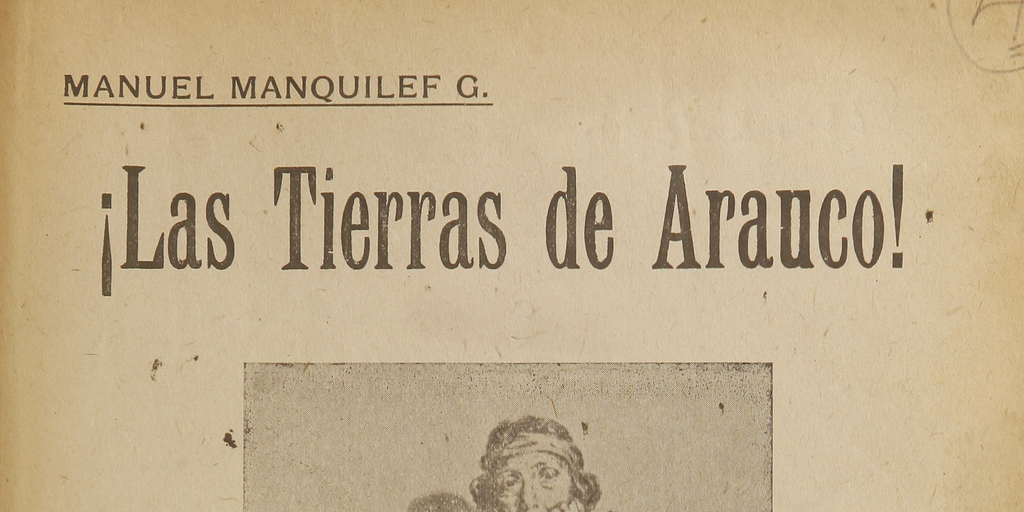 MANUEL MANQUILEF G.
¡Las Tierras de Arauco!